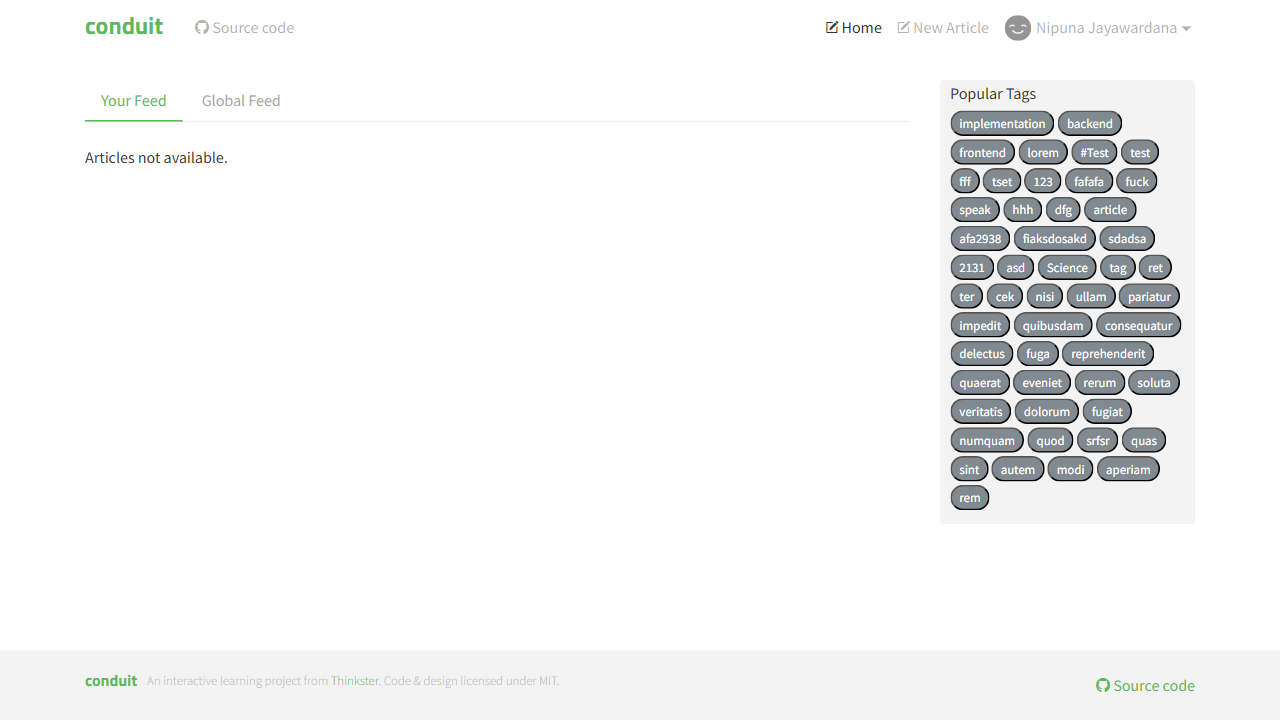 conduit Source code Home New Article Nipuna Jayawardana
Your Feed Global Feed
Articles not available.
Popular Tags
implementation backend
frontend lorem #Test test
fff tset 123 fafafa fuck
speak hhh dfg article
afa2938 fiaksdosakd sdadsa
2131 asd Science tag ret
ter cek nisi ullam pariatur
impedit quibusdam consequatur
delectus fuga reprehenderit
quaerat eveniet rerum soluta
veritatis dolorum fugiat
numquam quod srfsr quas
sint autem modi aperiam
rem
conduit An interactive learning project from Thinkster. Code & design licensed under MIT. Source code